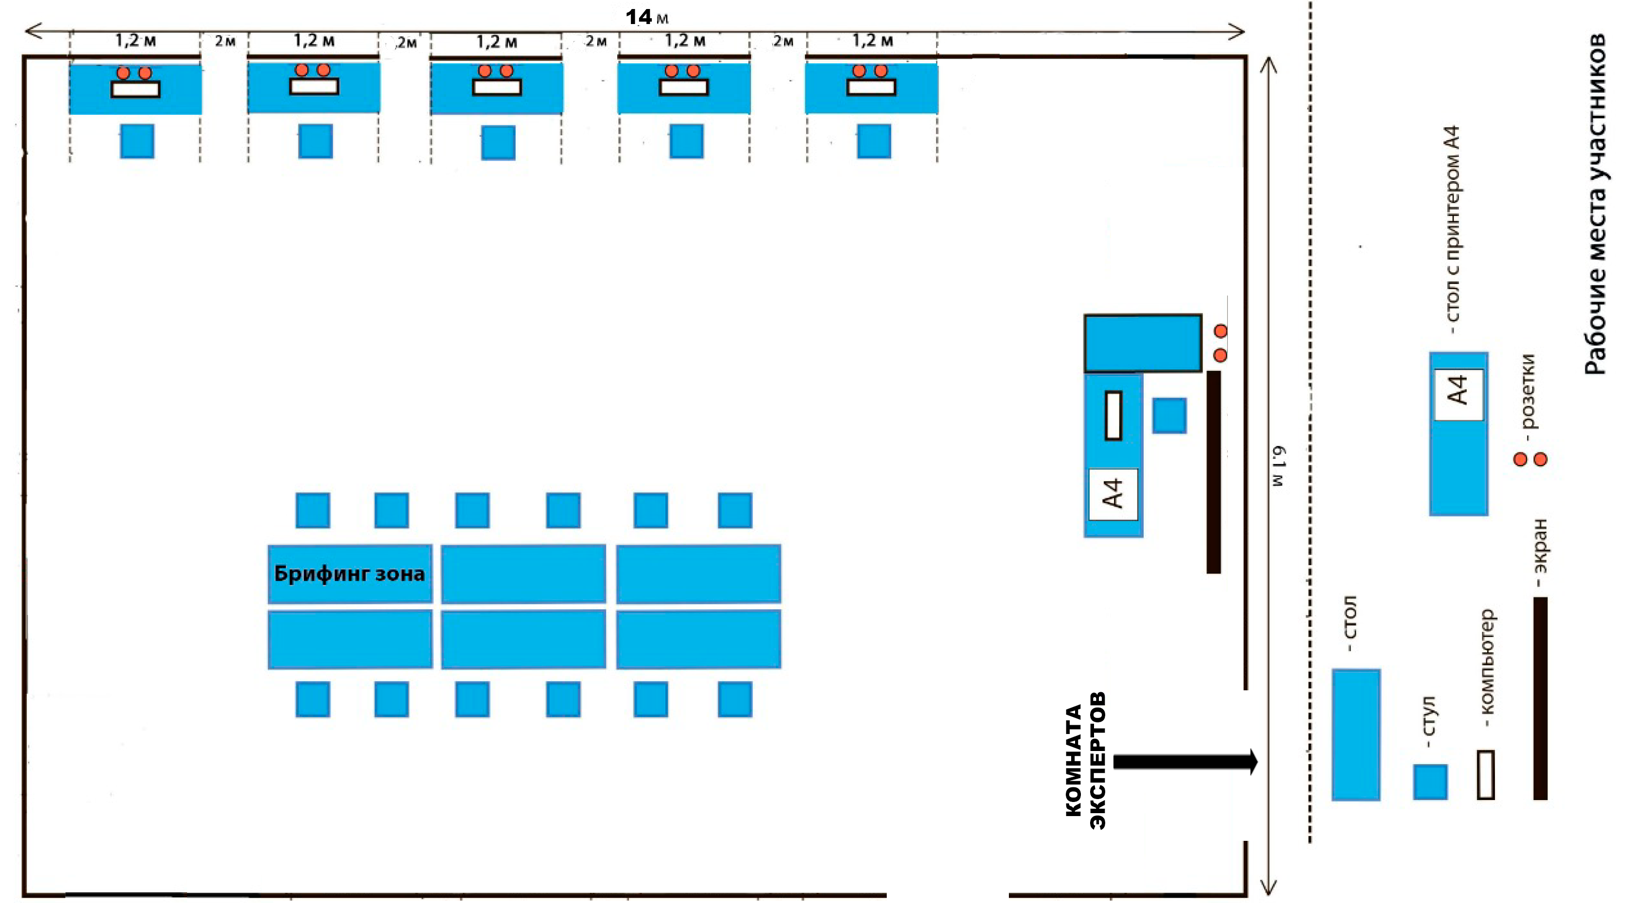 14 м
1,2 м
2м
1,2 м
2м
1,2 м
2м
1,2 м
2м
1,2 м
6.1 м
А4
Брифинг зона
КОМНАТА
ЭКСПЕРТОВ
- стол
- стул
- компьютер
- экран
А4
- стол с принтером А4
- розетки
Рабочие места участников